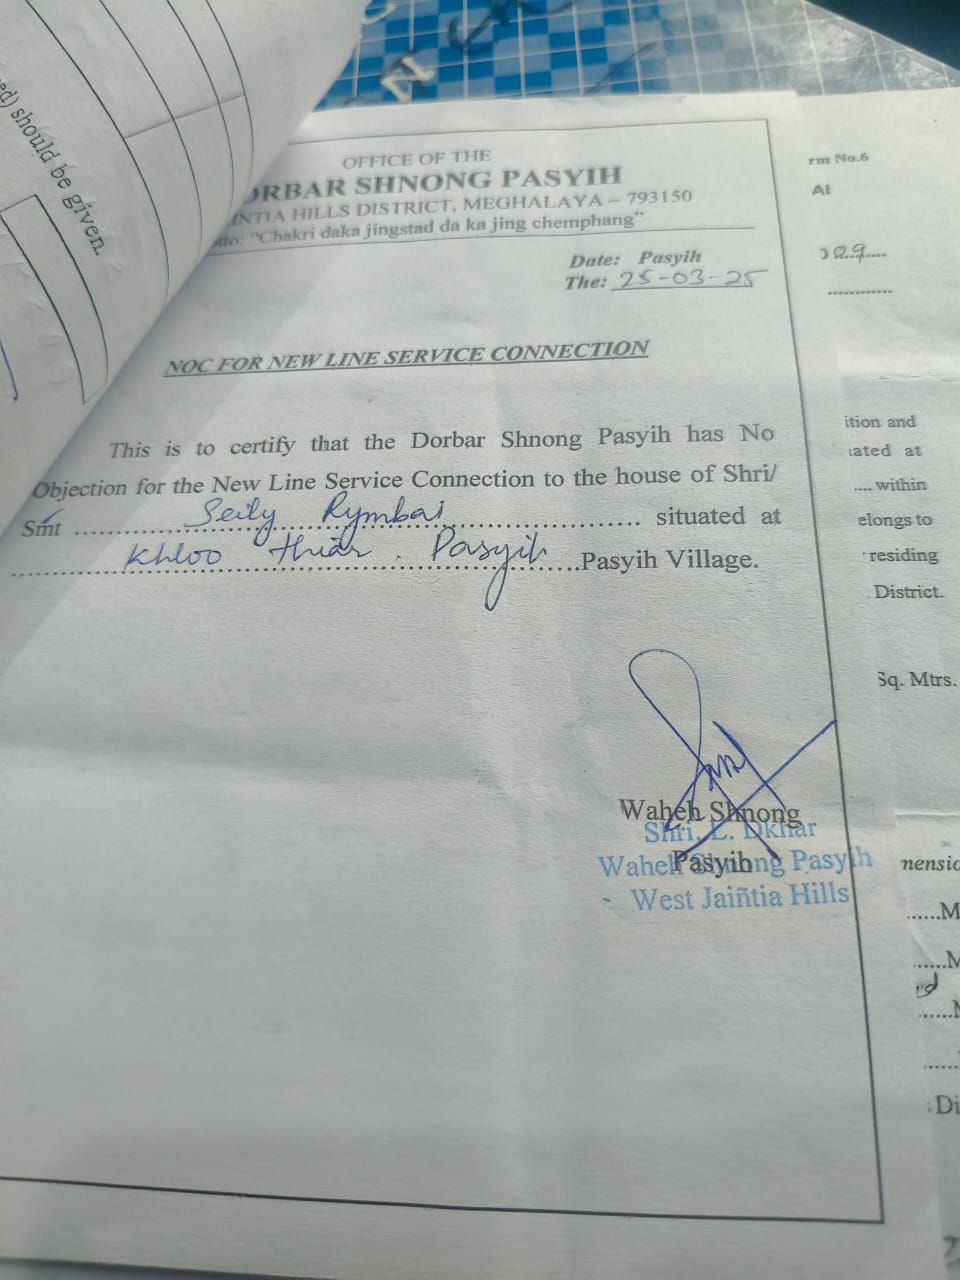 ed) should be given.
OFFICE OF THE
ORBAR SHNONG PASYIH
INTIA HILLS DISTRICT, MEGHALAYA – 793150
tto: "Chakri daka jingstad da ka jing chemphang"
Date: Pasyih
The: 25-03-25
NOC FOR NEW LINE SERVICE CONNECTION
This is to certify that the Dorbar Shnong Pasyih has No
Objection for the New Line Service Connection to the house of Shri/
Smt Seily Rymbai situated at
Khloo Pasyih Pasyih Village.
Waheh Shnong
Pasyih
Shri. L. Dkhar
Waheh Shnong Pasyih
West Jaiñtia Hills
rm No.6
AI
ition and
ated at
.... within
elongs to
residing
District.
Sq. Mtrs.
nensio
......M
......M
Di